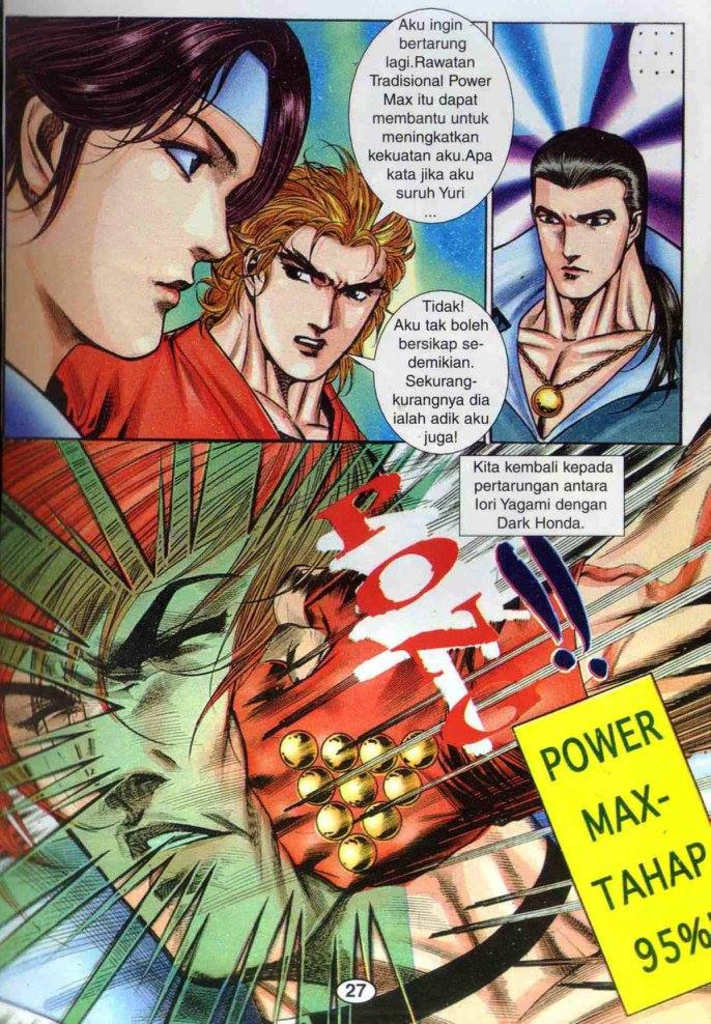 Aku ingin
bertarung
lagi.Rawatan
Tradisional Power
Max itu dapat
membantu untuk
meningkatkan
kekuatan aku.Apa
kata jika aku
suruh Yuri
...
Tidak!
Aku tak boleh
bersikap se-
demikian.
Sekurang-
kurangnya dia
ialah adik aku
juga!
Kita kembali kepada
pertarungan antara
Iori Yagami dengan
Dark Honda.
POWER
MAX-
TAHAP
95%!
27